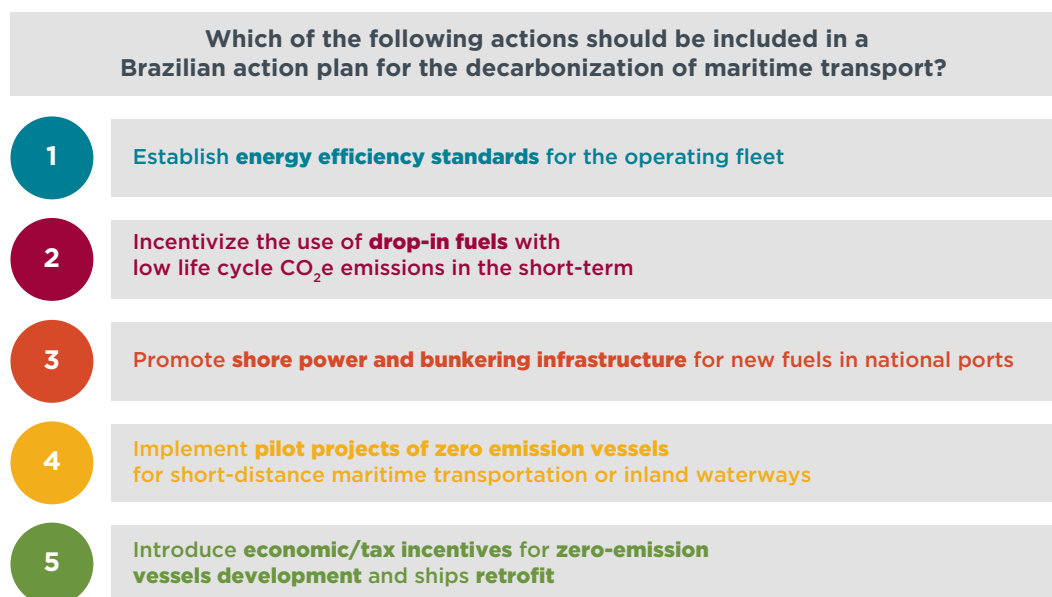 Which of the following actions should be included in a
Brazilian action plan for the decarbonization of maritime transport?
1
Establish energy efficiency standards for the operating fleet
2
Incentivize the use of drop-in fuels with
low life cycle CO₂e emissions in the short-term
3
Promote shore power and bunkering infrastructure for new fuels in national ports
4
Implement pilot projects of zero emission vessels
for short-distance maritime transportation or inland waterways
5
Introduce economic/tax incentives for zero-emission
vessels development and ships retrofit